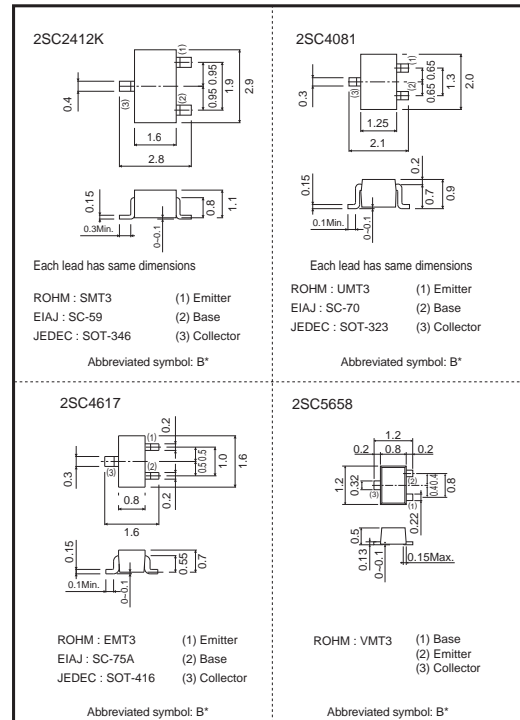 2SC2412K
(1)
(2)
(3)
0.4
0.95 0.95
1.9
2.9
1.6
2.8
0.15
0.3Min.
0~0.1
0.8
1.1
Each lead has same dimensions
ROHM : SMT3 (1) Emitter
EIAJ : SC-59 (2) Base
JEDEC : SOT-346 (3) Collector
Abbreviated symbol: B*
2SC4081
(1)
(2)
(3)
0.3
0.65 0.65
1.3
2.0
1.25
2.1
0.2
0.15
0.1Min.
0~0.1
0.7
0.9
Each lead has same dimensions
ROHM : UMT3 (1) Emitter
EIAJ : SC-70 (2) Base
JEDEC : SOT-323 (3) Collector
Abbreviated symbol: B*
2SC4617
0.2
(1)
(2)
(3)
0.3
0.5 0.5
1.0
1.6
0.2
0.8
1.6
0.15
0.1Min.
0~0.1
0.55
0.7
ROHM : EMT3 (1) Emitter
EIAJ : SC-75A (2) Base
JEDEC : SOT-416 (3) Collector
Abbreviated symbol: B*
2SC5658
1.2
0.2 0.8 0.2
1.2
0.32
(3)
(2)
(1)
0.4 0.4
0.8
0.22
0.5
0.13
0~0.1
0.15Max.
ROHM : VMT3 (1) Base
(2) Emitter
(3) Collector
Abbreviated symbol: B*